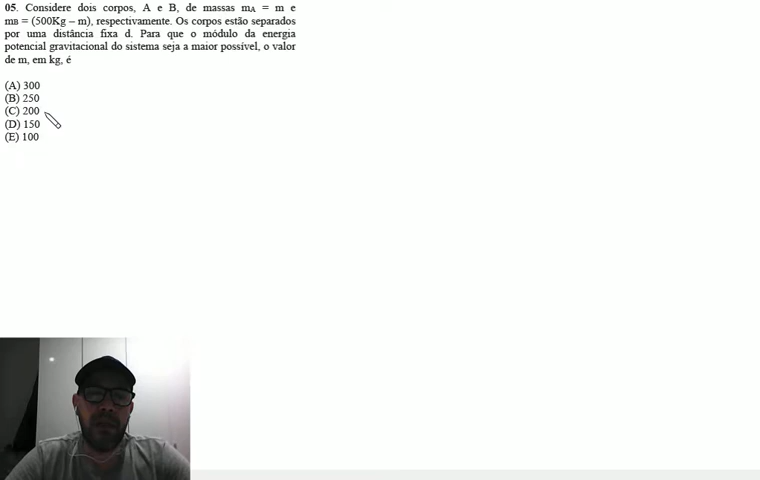 05. Considere dois corpos, A e B, de massas mA = m e
mB = (500Kg – m), respectivamente. Os corpos estão separados
por uma distância fixa d. Para que o módulo da energia
potencial gravitacional do sistema seja a maior possível, o valor
de m, em kg, é
(A) 300
(B) 250
(C) 200
(D) 150
(E) 100